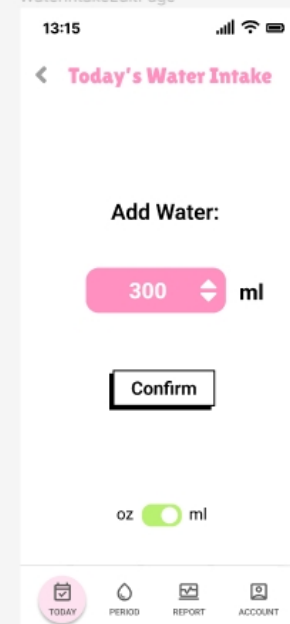 13:15
Today's Water Intake
Add Water:
300 ml
Confirm
oz ml
TODAY PERIOD REPORT ACCOUNT